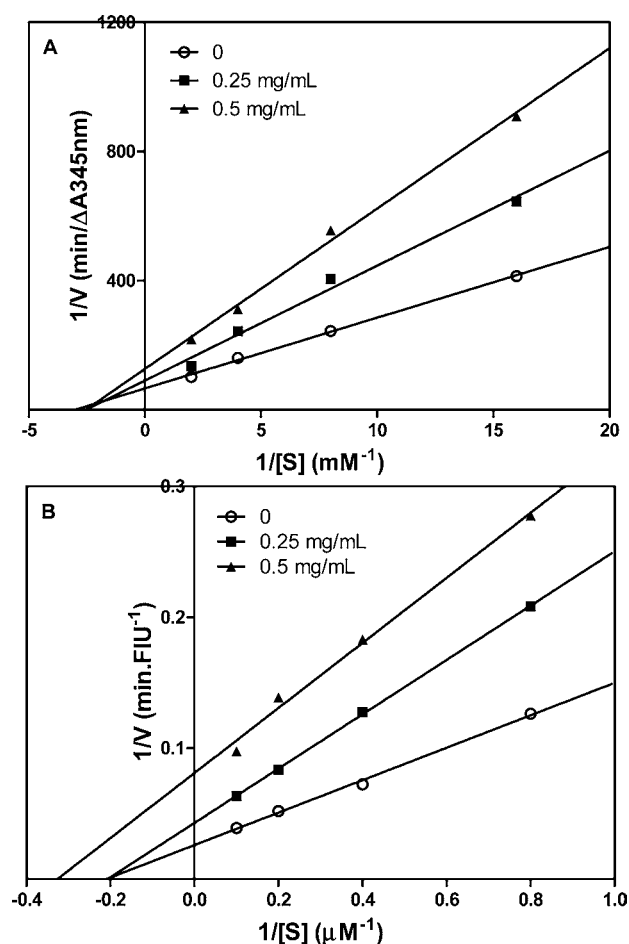 A
1200
0
0.25 mg/mL
0.5 mg/mL
800
400
1/V (min/ΔA345nm)
-5 0 5 10 15 20
1/[S] (mM⁻¹)
B
0.3
0
0.25 mg/mL
0.5 mg/mL
0.2
0.1
1/V (min.FIU⁻¹)
-0.4 -0.2 0.0 0.2 0.4 0.6 0.8 1.0
1/[S] (μM⁻¹)